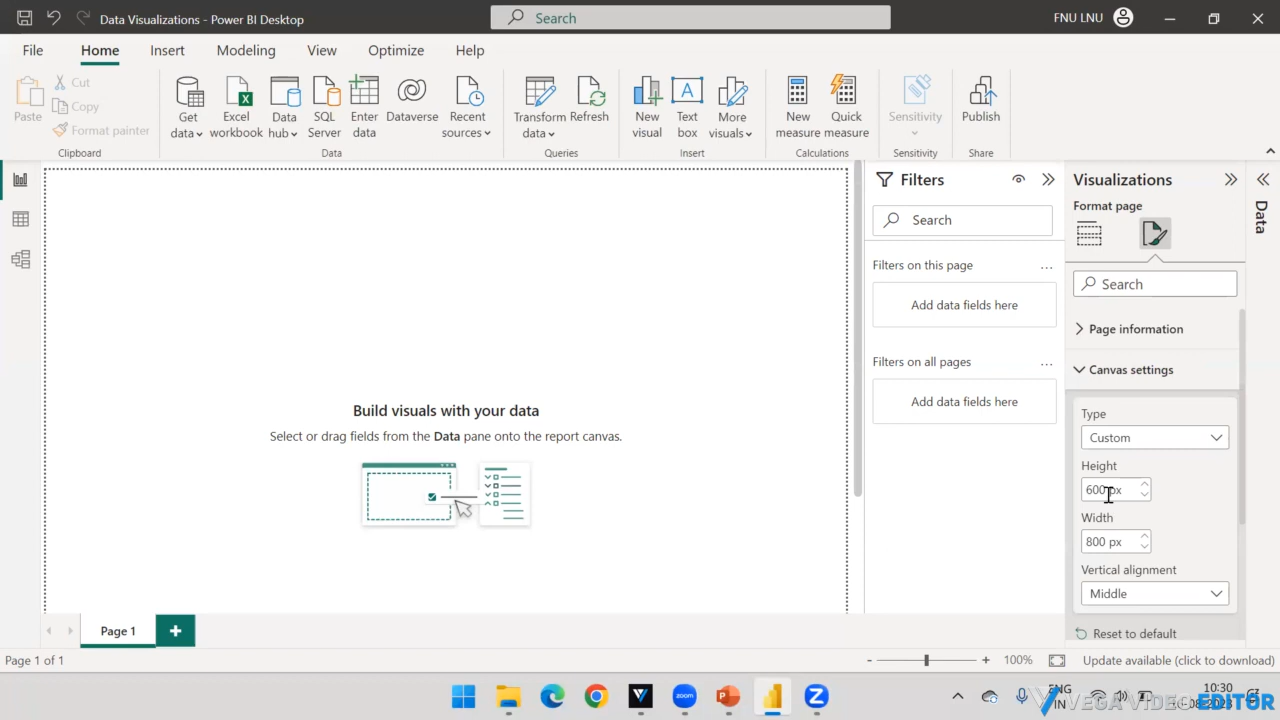 Data Visualizations - Power BI Desktop
Search
FNU LNU
File
Home
Insert
Modeling
View
Optimize
Help
Paste
Cut
Copy
Format painter
Clipboard
Get data
Excel workbook
Data hub
SQL Server
Enter data
Dataverse
Recent sources
Data
Transform data
Refresh
Queries
New visual
Text box
More visuals
Insert
New measure
Quick measure
Calculations
Sensitivity
Sensitivity
Publish
Share
Build visuals with your data
Select or drag fields from the Data pane onto the report canvas.
Filters
Search
Filters on this page
Add data fields here
Filters on all pages
Add data fields here
Visualizations
Format page
Search
Page information
Canvas settings
Type
Custom
Height
600 px
Width
800 px
Vertical alignment
Middle
Reset to default
Data
Page 1
Page 1 of 1
100%
Update available (click to download)
zoom
ENG
IN
10:30
VEGA VIDEO EDITOR